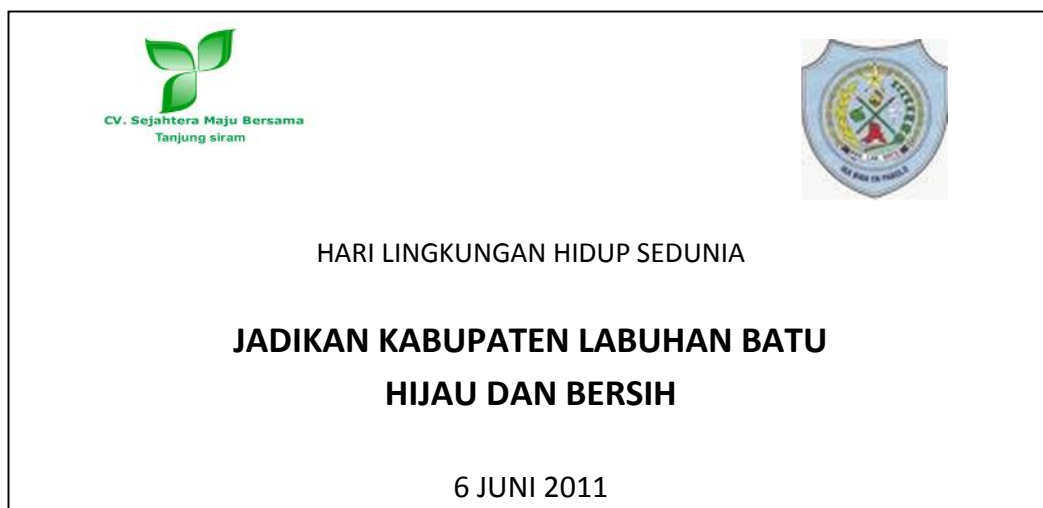 CV. Sejahtera Maju Bersama
Tanjung siram
HARI LINGKUNGAN HIDUP SEDUNIA
JADIKAN KABUPATEN LABUHAN BATU
HIJAU DAN BERSIH
6 JUNI 2011